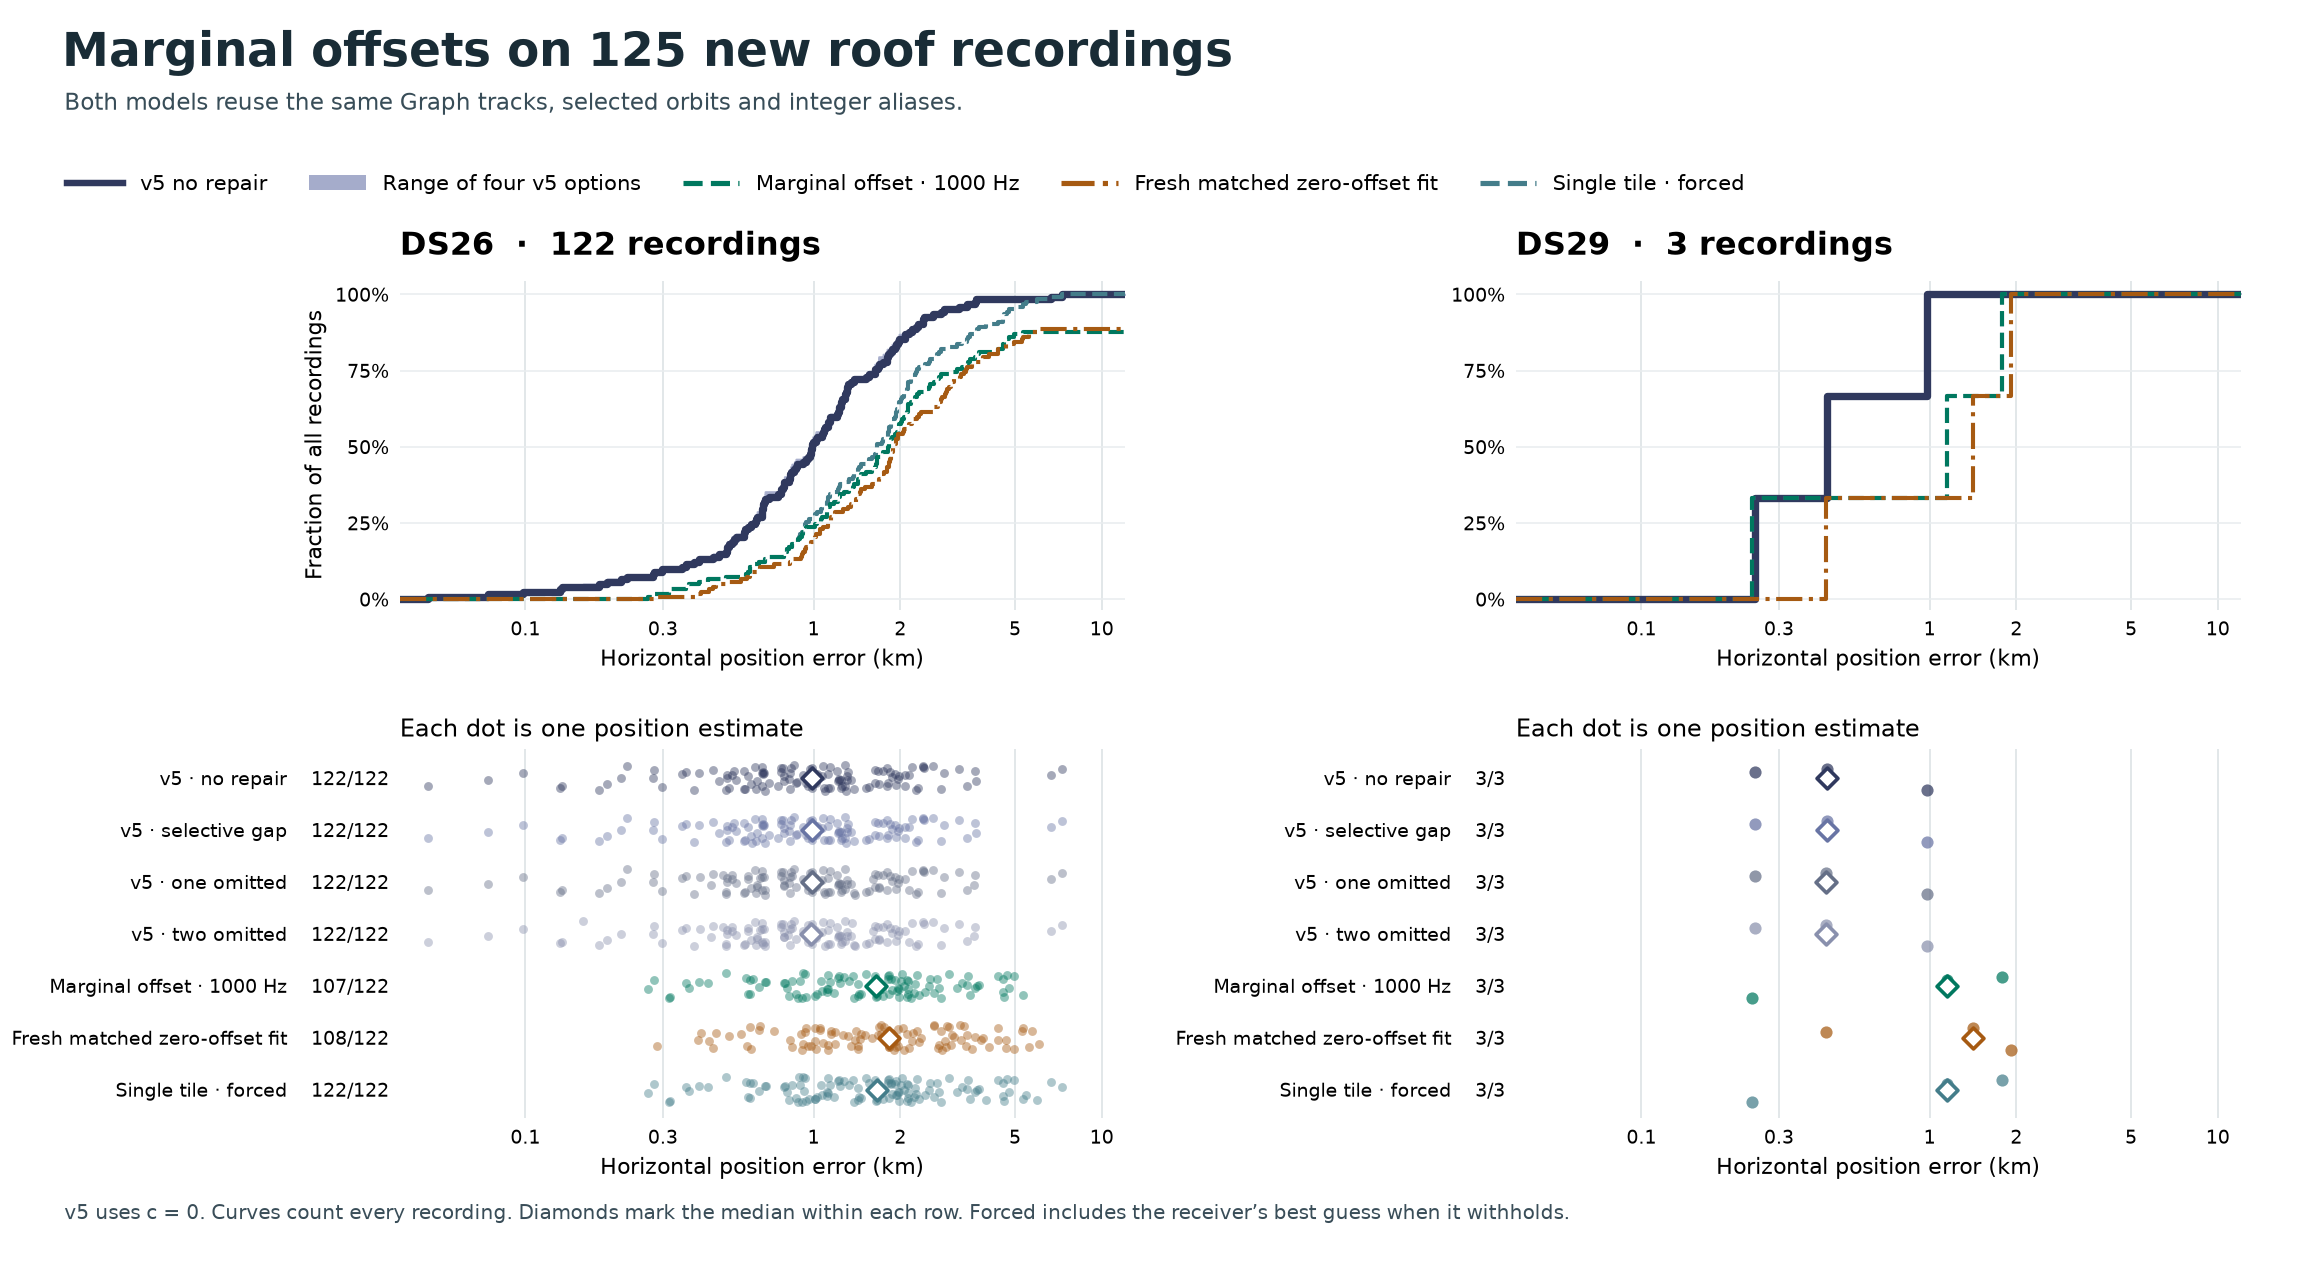 Marginal offsets on 125 new roof recordings
Both models reuse the same Graph tracks, selected orbits and integer aliases.
v5 no repair
Range of four v5 options
Marginal offset · 1000 Hz
Fresh matched zero-offset fit
Single tile · forced
DS26 · 122 recordings
Fraction of all recordings
100%
75%
50%
25%
0%
0.1 0.3 1 2 5 10
Horizontal position error (km)
DS29 · 3 recordings
100%
75%
50%
25%
0%
0.1 0.3 1 2 5 10
Horizontal position error (km)
Each dot is one position estimate
v5 · no repair 122/122
v5 · selective gap 122/122
v5 · one omitted 122/122
v5 · two omitted 122/122
Marginal offset · 1000 Hz 107/122
Fresh matched zero-offset fit 108/122
Single tile · forced 122/122
0.1 0.3 1 2 5 10
Horizontal position error (km)
Each dot is one position estimate
v5 · no repair 3/3
v5 · selective gap 3/3
v5 · one omitted 3/3
v5 · two omitted 3/3
Marginal offset · 1000 Hz 3/3
Fresh matched zero-offset fit 3/3
Single tile · forced 3/3
0.1 0.3 1 2 5 10
Horizontal position error (km)
v5 uses c = 0. Curves count every recording. Diamonds mark the median within each row. Forced includes the receiver’s best guess when it withholds.